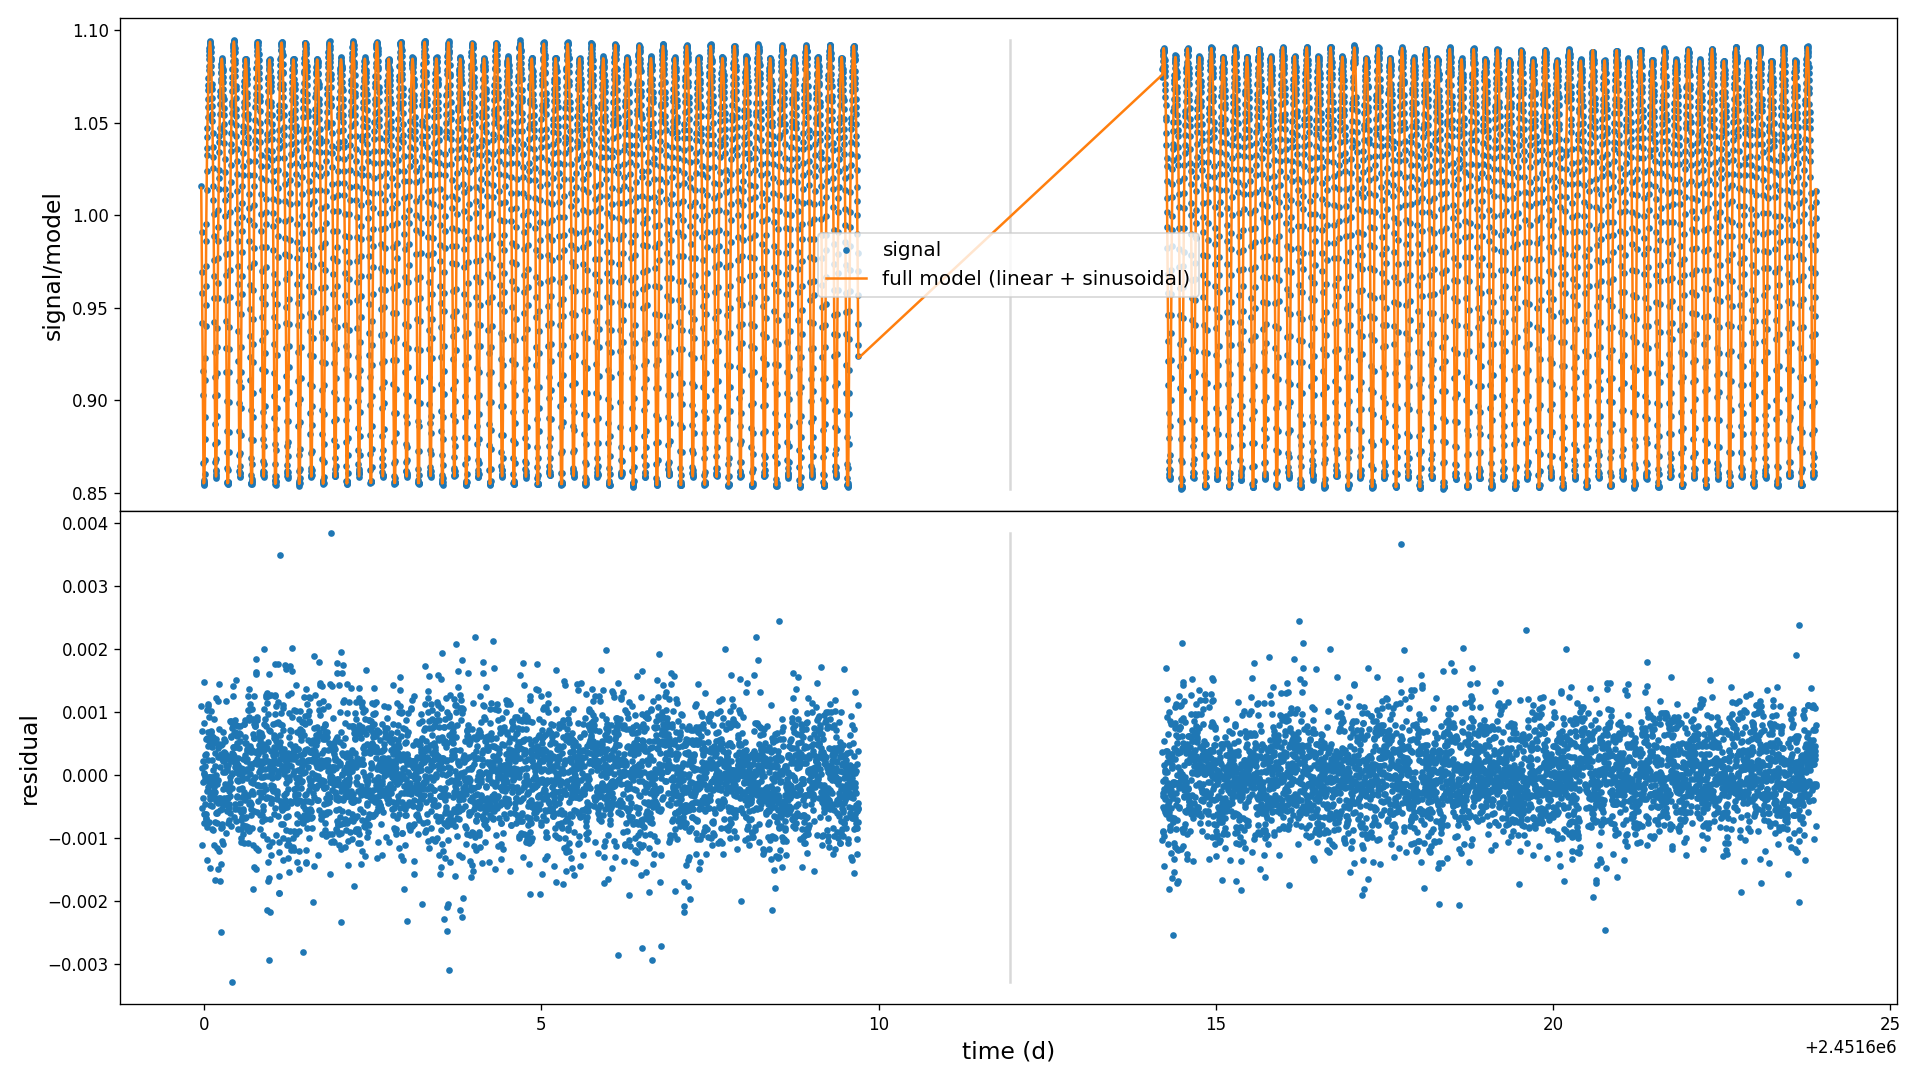 1.10
1.05
1.00
0.95
0.90
0.85
signal/model
signal
full model (linear + sinusoidal)
0.004
0.003
0.002
0.001
0.000
−0.001
−0.002
−0.003
residual
0 5 10 15 20 25
time (d)
+2.4516e6